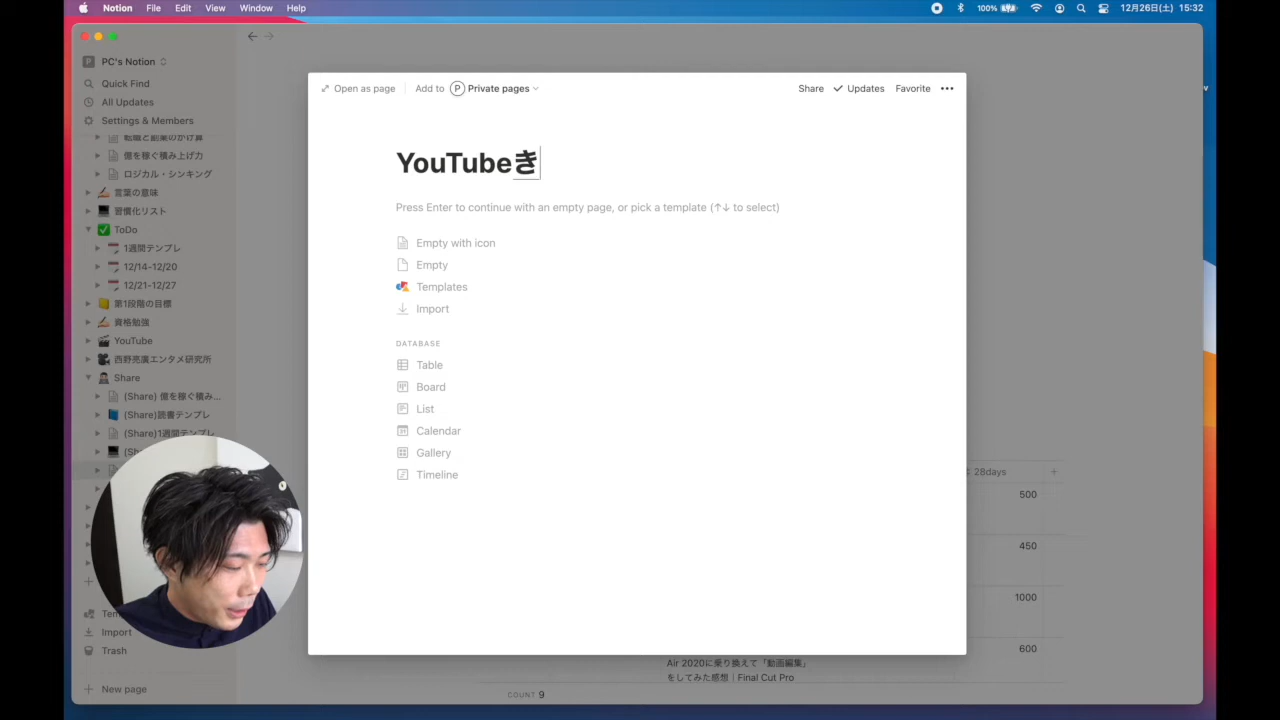 Notion File Edit View Window Help
100% 12月26日(土) 15:32
PC's Notion
Quick Find
All Updates
Settings & Members
転職と副業のかけ算
億を稼ぐ積み上げ力
ロジカル・シンキング
言葉の意味
習慣化リスト
ToDo
1週間テンプレ
12/14-12/20
12/21-12/27
第1段階の目標
資格勉強
YouTube
西野亮廣エンタメ研究所
Share
(Share) 億を稼ぐ積み...
(Share)読書テンプレ
(Share)1週間テンプレ
Import
Trash
New page
Open as page Add to P Private pages
Share Updates Favorite •••
YouTubeき
Press Enter to continue with an empty page, or pick a template (↑↓ to select)
Empty with icon
Empty
Templates
Import
DATABASE
Table
Board
List
Calendar
Gallery
Timeline
28days
500
450
1000
600
Air 2020に乗り換えて「動画編集」
をしてみた感想｜Final Cut Pro
COUNT 9